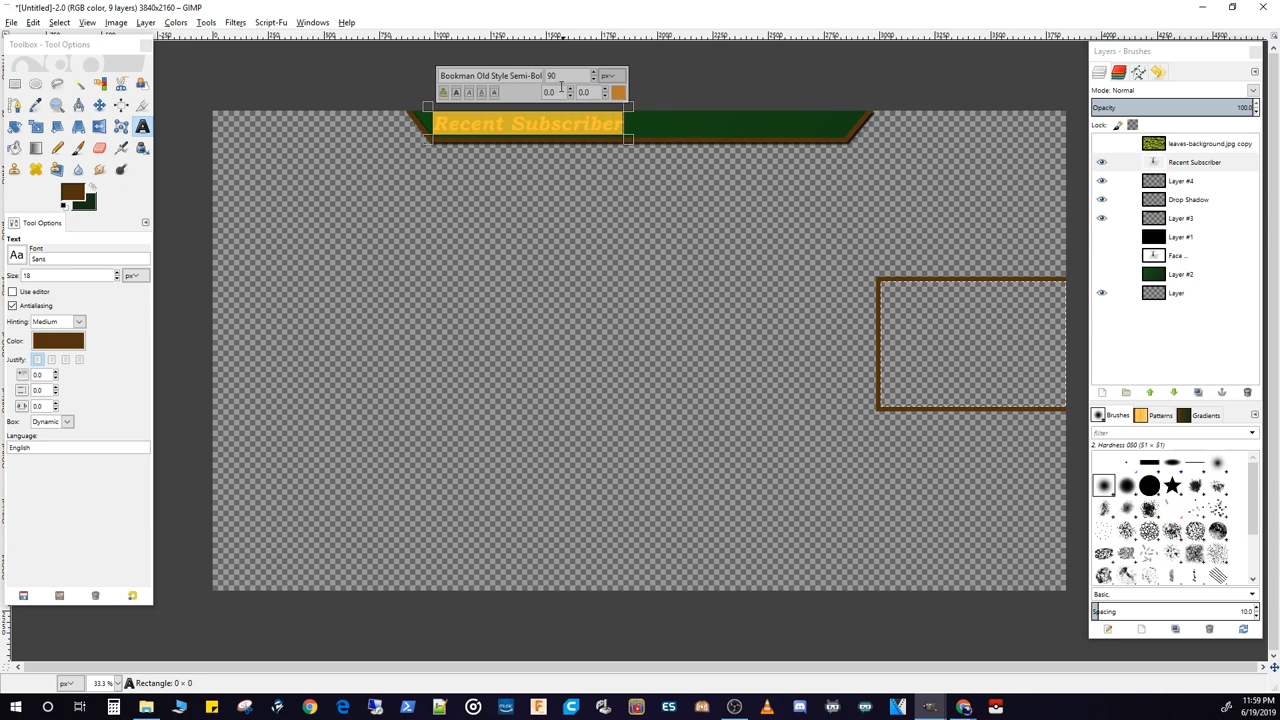 *[Untitled]-2.0 (RGB color, 9 layers) 3840x2160 – GIMP
File Edit Select View Image Layer Colors Tools Filters Script-Fu Windows Help
Toolbox - Tool Options
Tool Options
Text
Font
Aa
Sans
Size: 18 px
Use editor
Antialiasing
Hinting: Medium
Color:
Justify:
0.0
0.0
0.0
Box: Dynamic
Language:
English
Bookman Old Style Semi-Bol 90 px
0.0 0.0
Recent Subscriber
Layers - Brushes
Mode: Normal
Opacity 100.0
Lock:
leaves-background.jpg copy
Recent Subscriber
Layer #4
Drop Shadow
Layer #3
Layer #1
Face ...
Layer #2
Layer
Brushes Patterns Gradients
filter
2. Hardness 050 (51 × 51)
Basic,
Spacing 10.0
px 33.3 % Rectangle: 0 × 0
11:59 PM
6/19/2019